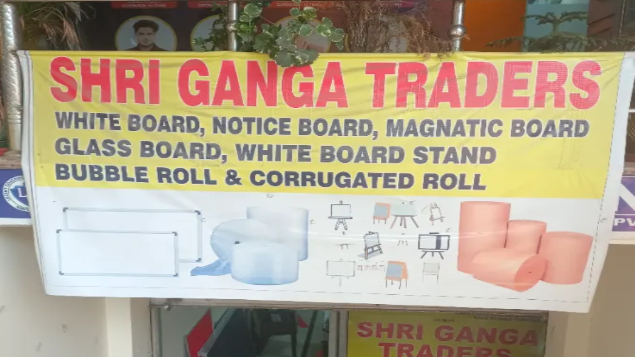 SHRI GANGA TRADERS
WHITE BOARD, NOTICE BOARD, MAGNATIC BOARD
GLASS BOARD, WHITE BOARD STAND
BUBBLE ROLL & CORRUGATED ROLL
SHRI GANGA
TRADERS